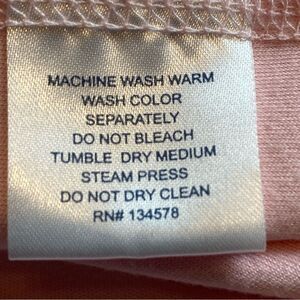 MACHINE WASH WARM
WASH COLOR
SEPARATELY
DO NOT BLEACH
TUMBLE DRY MEDIUM
STEAM PRESS
DO NOT DRY CLEAN
RN# 134578